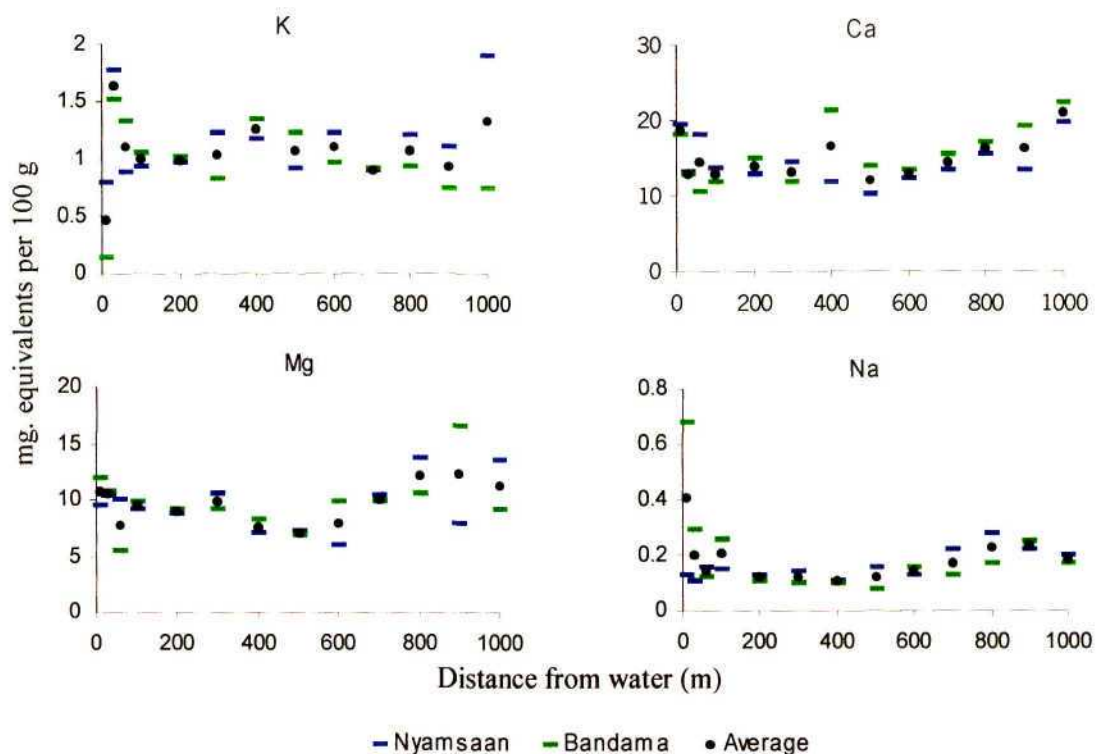 K
2
1.5
1
0.5
0
0 200 400 600 800 1000
Ca
30
20
10
0
0 200 400 600 800 1000
Mg
20
15
10
5
0
0 200 400 600 800 1000
Na
0.8
0.6
0.4
0.2
0
0 200 400 600 800 1000
mg. equivalents per 100 g
Distance from water (m)
Nyamsaan Bandama Average